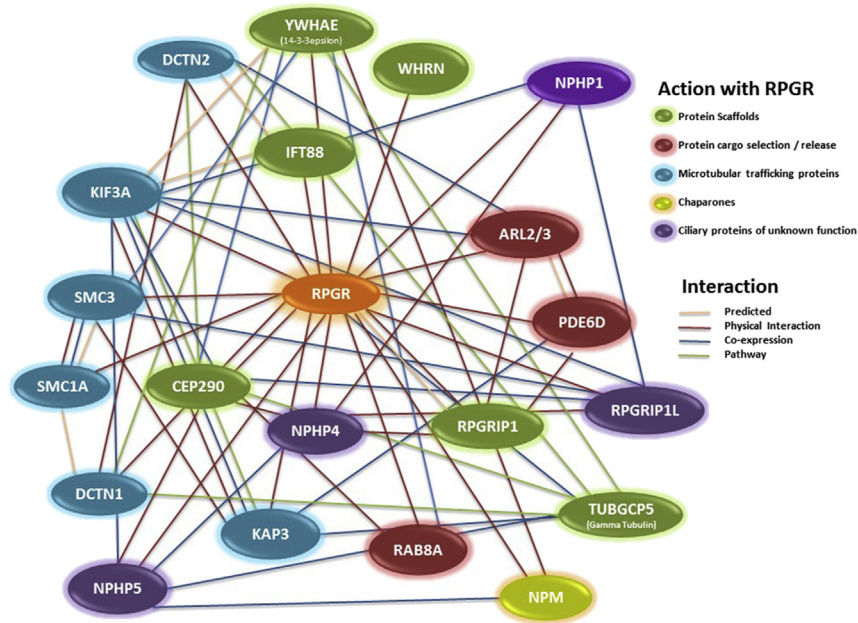 YWHAE
(14-3-3epsilon)
DCTN2
WHRN
NPHP1
IFT88
KIF3A
ARL2/3
RPGR
SMC3
PDE6D
SMC1A
CEP290
NPHP4
RPGRIP1
RPGRIP1L
DCTN1
KAP3
RAB8A
TUBGCP5
(Gamma Tubulin)
NPHP5
NPM
Action with RPGR
Protein Scaffolds
Protein cargo selection / release
Microtubular trafficking proteins
Chaparones
Ciliary proteins of unknown function
Interaction
Predicted
Physical Interaction
Co-expression
Pathway